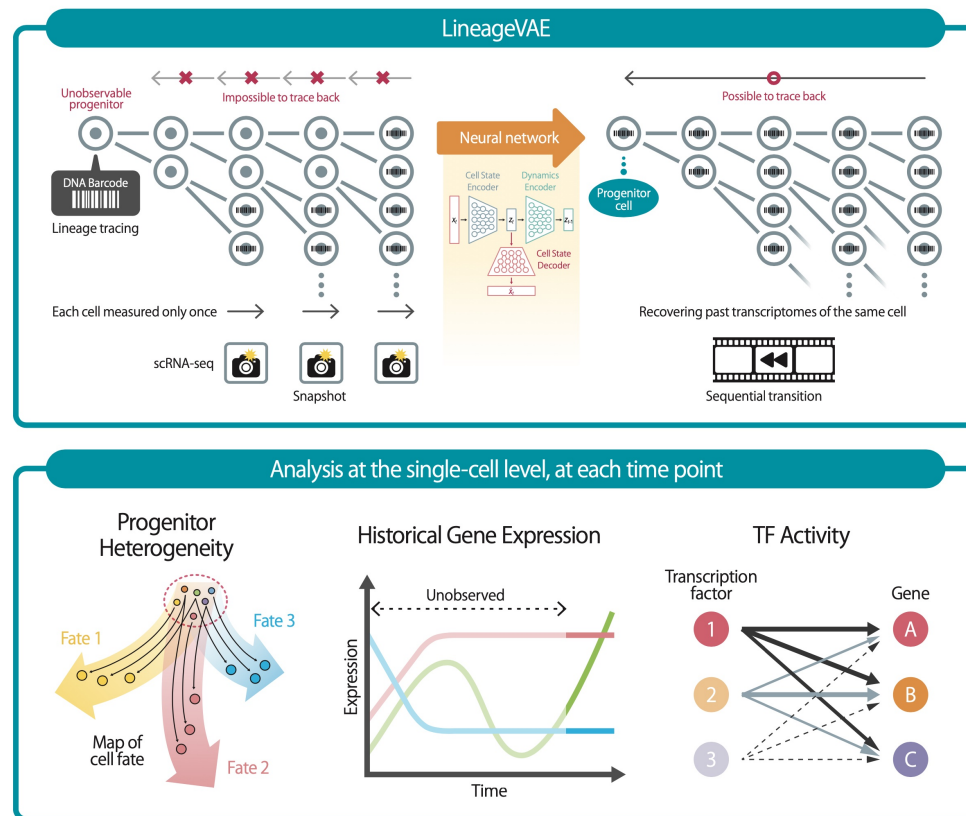 LineageVAE
Unobservable
progenitor
Impossible to trace back
DNA Barcode
Lineage tracing
Each cell measured only once
scRNA-seq
Snapshot
Neural network
Cell State
Encoder
Dynamics
Encoder
xₜ
zₜ
zₜ₋₁
Cell State
Decoder
x̂ₜ
Possible to trace back
Progenitor
cell
Recovering past transcriptomes of the same cell
Sequential transition
Analysis at the single-cell level, at each time point
Progenitor
Heterogeneity
Fate 1
Fate 3
Map of
cell fate
Fate 2
Historical Gene Expression
Unobserved
Expression
Time
TF Activity
Transcription
factor
Gene
1
A
2
B
3
C